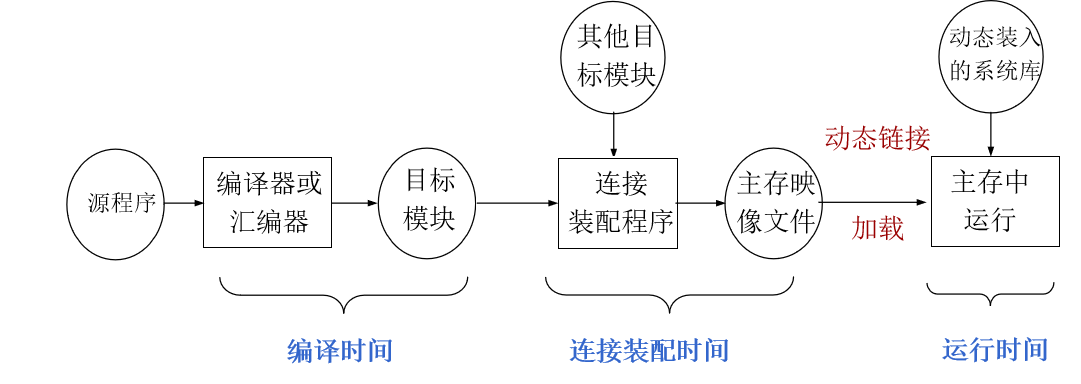 其他目
标模块
动态装入
的系统库
源程序
编译器或
汇编器
目标
模块
连接
装配程序
主存映
像文件
动态链接
加载
主存中
运行
编译时间
连接装配时间
运行时间